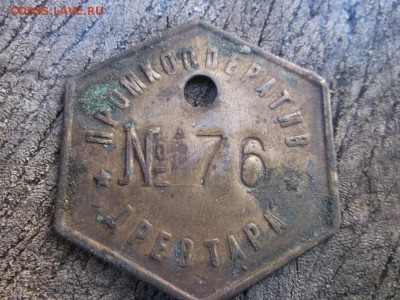 coins.lave.ru
ПРОМКООПЕРАТИВ
№ 76
ДРЕВТАРА